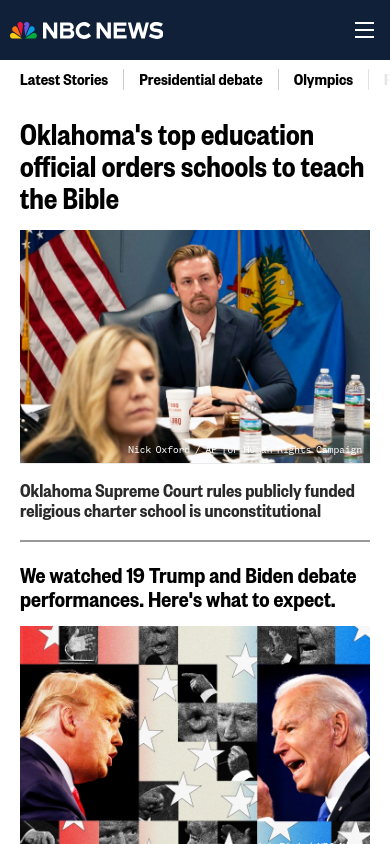 NBC NEWS
Latest Stories
Presidential debate
Olympics
Oklahoma's top education
official orders schools to teach
the Bible
Nick Oxford / AP for Human Rights Campaign
Oklahoma Supreme Court rules publicly funded
religious charter school is unconstitutional
We watched 19 Trump and Biden debate
performances. Here's what to expect.